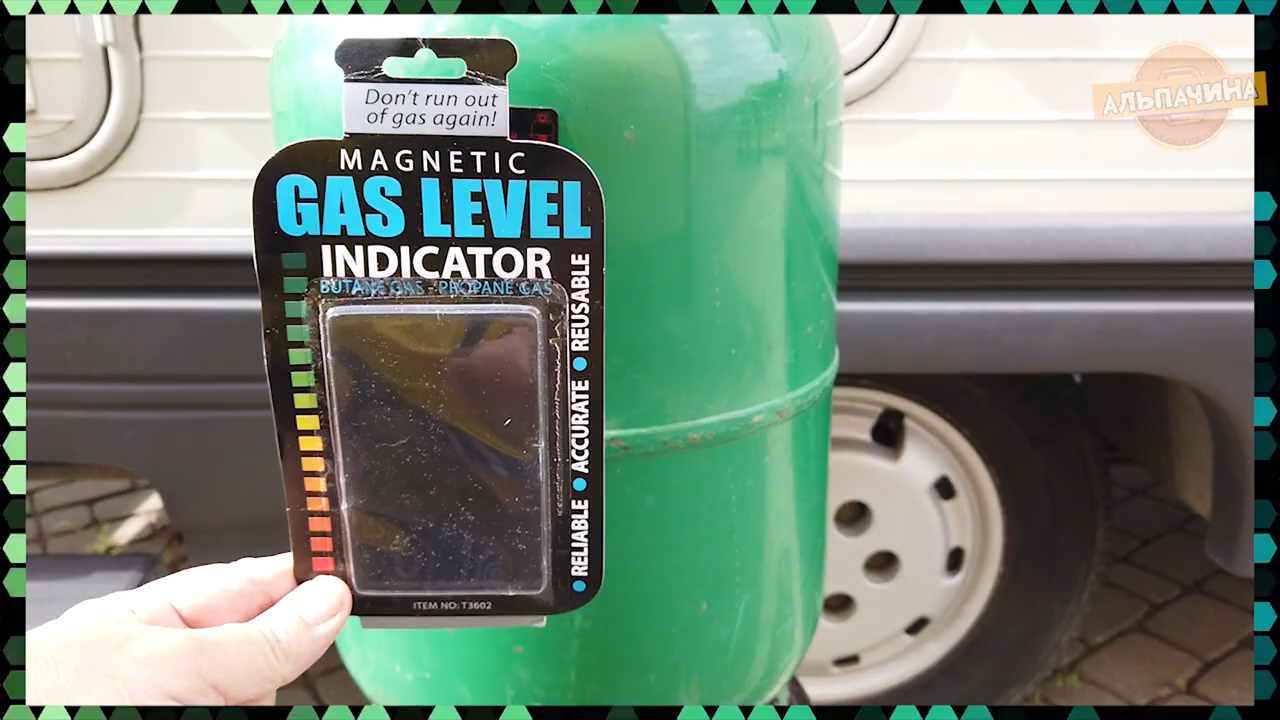 Don't run out
of gas again!
MAGNETIC
GAS LEVEL
INDICATOR
BUTANE GAS - PROPANE GAS
RELIABLE • ACCURATE • REUSABLE
ITEM NO: T3602
АЛЬПАЧИНА